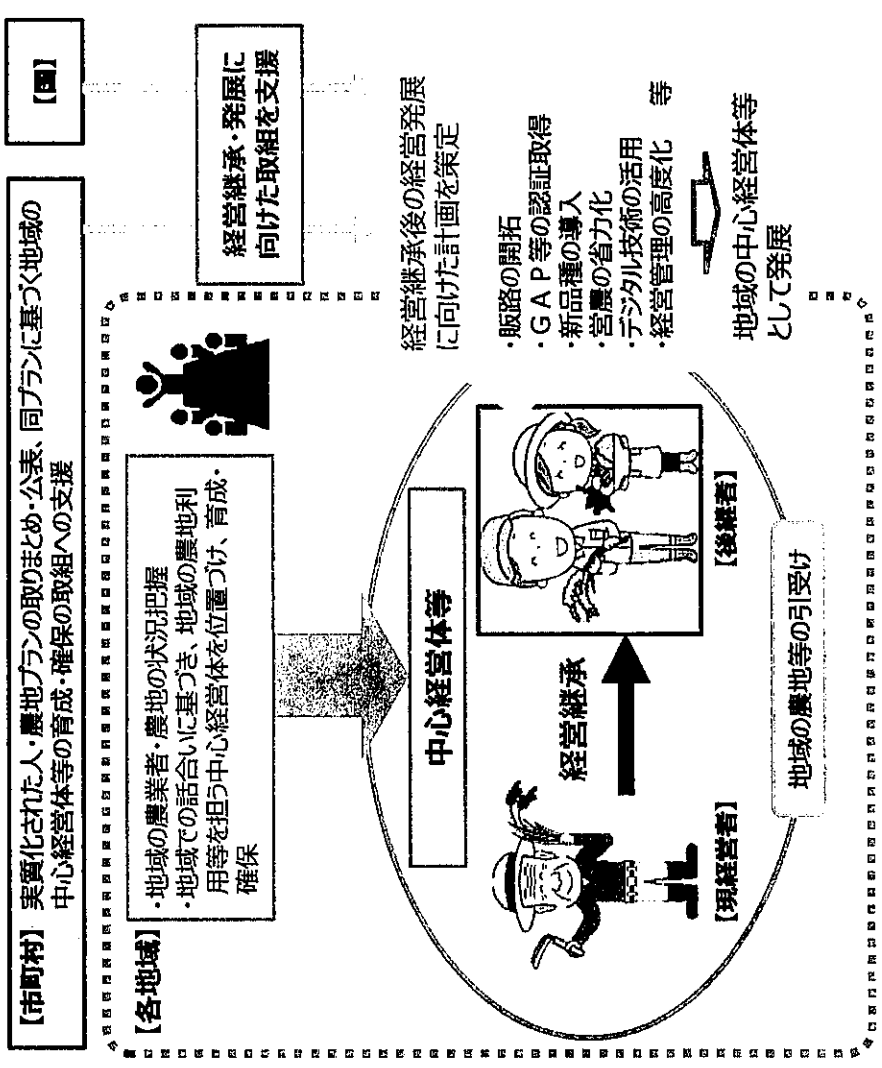 【市町村】 実質化された人・農地プランの取りまとめ・公表、同プランに基づく地域の
中心経営体等の育成・確保の取組への支援
【国】
【各地域】
・地域の農業者・農地の状況把握
・地域での話合いに基づき、地域の農地利
用等を担う中心経営体を位置づけ、育成・
確保
経営継承・発展に
向けた取組を支援
中心経営体等
【現経営者】
経営継承
【後継者】
地域の農地等の引受け
経営継承後の経営発展
に向けた計画を策定
・販路の開拓
・GAP等の認証取得
・新品種の導入
・営農の省力化
・デジタル技術の活用
・経営管理の高度化 等
地域の中心経営体等
として発展